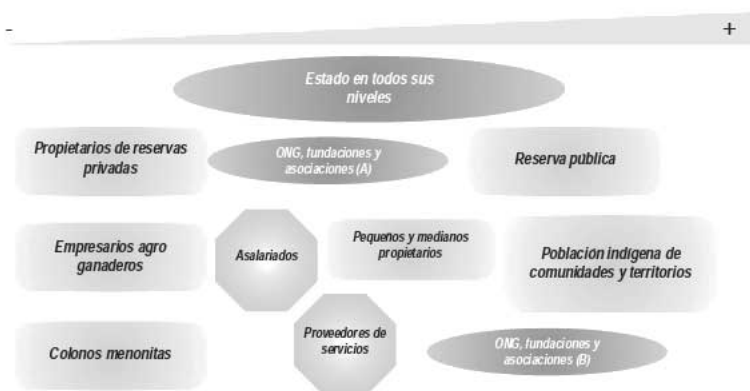 -
+
Estado en todos sus
niveles
Propietarios de reservas
privadas
ONG, fundaciones y
asociaciones (A)
Reserva pública
Empresarios agro
ganaderos
Asalariados
Pequeños y medianos
propietarios
Población indígena de
comunidades y territorios
Colonos menonitas
Proveedores de
servicios
ONG, fundaciones y
asociaciones (B)